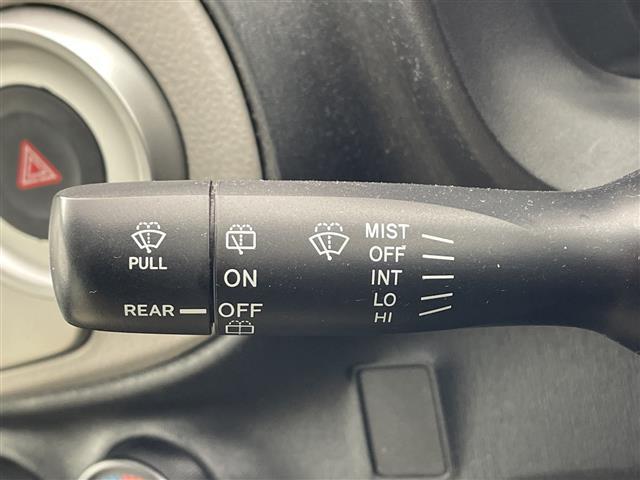 PULL
REAR
ON
OFF
MIST
OFF
INT
LO
HI